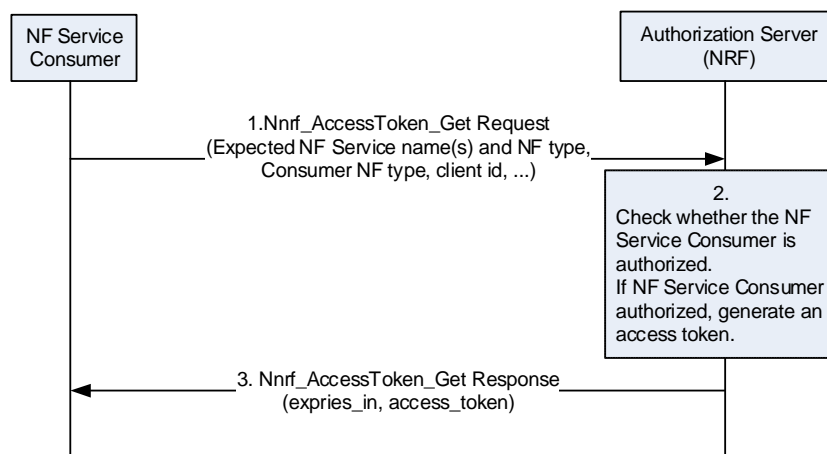 NF Service
Consumer
Authorization Server
(NRF)
1.Nnrf_AccessToken_Get Request
(Expected NF Service name(s) and NF type,
Consumer NF type, client id, ...)
2.
Check whether the NF
Service Consumer is
authorized.
If NF Service Consumer
authorized, generate an
access token.
3. Nnrf_AccessToken_Get Response
(expries_in, access_token)